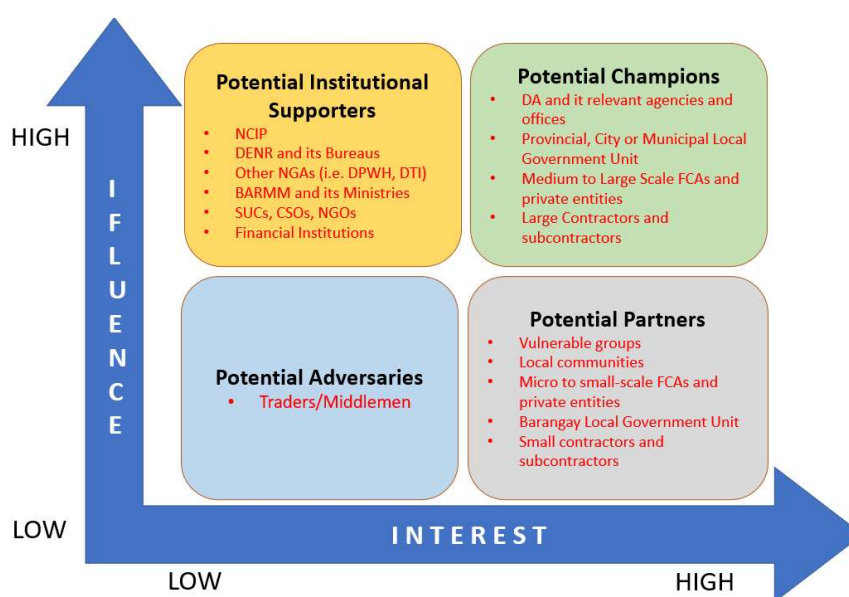 HIGH
IFLUENCE
LOW
Potential Institutional
Supporters
• NCIP
• DENR and its Bureaus
• Other NGAs (i.e. DPWH, DTI)
• BARMM and its Ministries
• SUCs, CSOs, NGOs
• Financial Institutions
Potential Champions
• DA and it relevant agencies and
offices
• Provincial, City or Municipal Local
Government Unit
• Medium to Large Scale FCAs and
private entities
• Large Contractors and
subcontractors
Potential Adversaries
• Traders/Middlemen
Potential Partners
• Vulnerable groups
• Local communities
• Micro to small-scale FCAs and
private entities
• Barangay Local Government Unit
• Small contractors and
subcontractors
INTEREST
LOW
HIGH